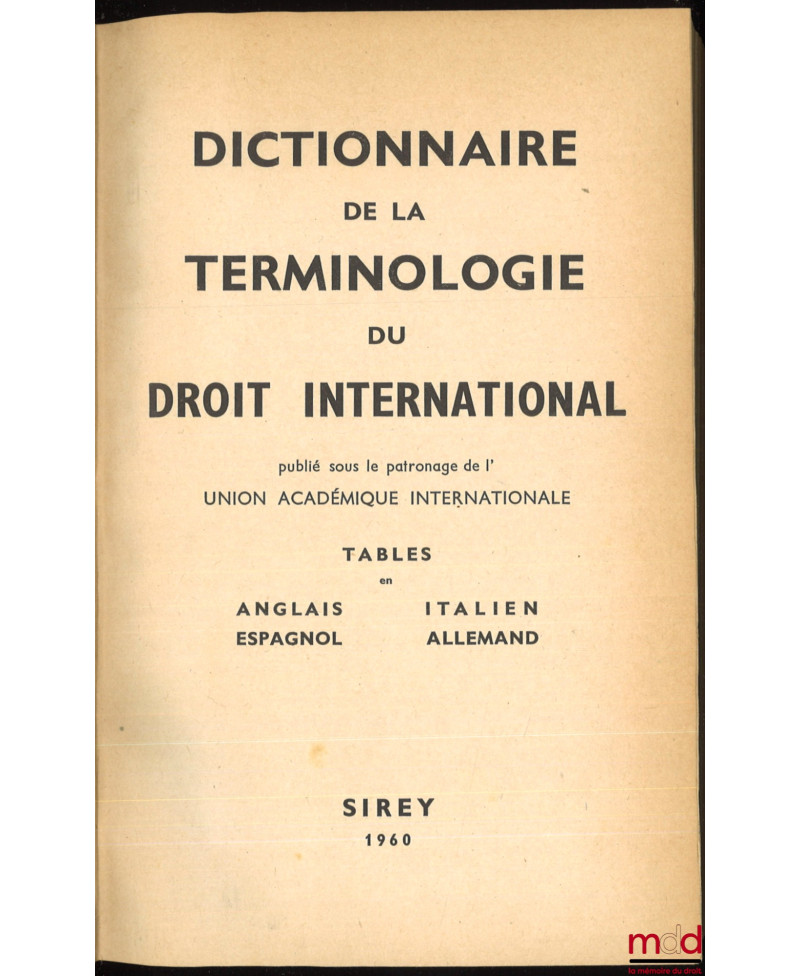 DICTIONNAIRE
DE LA
TERMINOLOGIE
DU
DROIT INTERNATIONAL
publié sous le patronage de l'
UNION ACADÉMIQUE INTERNATIONALE
TABLES
en
ANGLAIS ITALIEN
ESPAGNOL ALLEMAND
SIREY
1960
mdd
la mémoire du droit